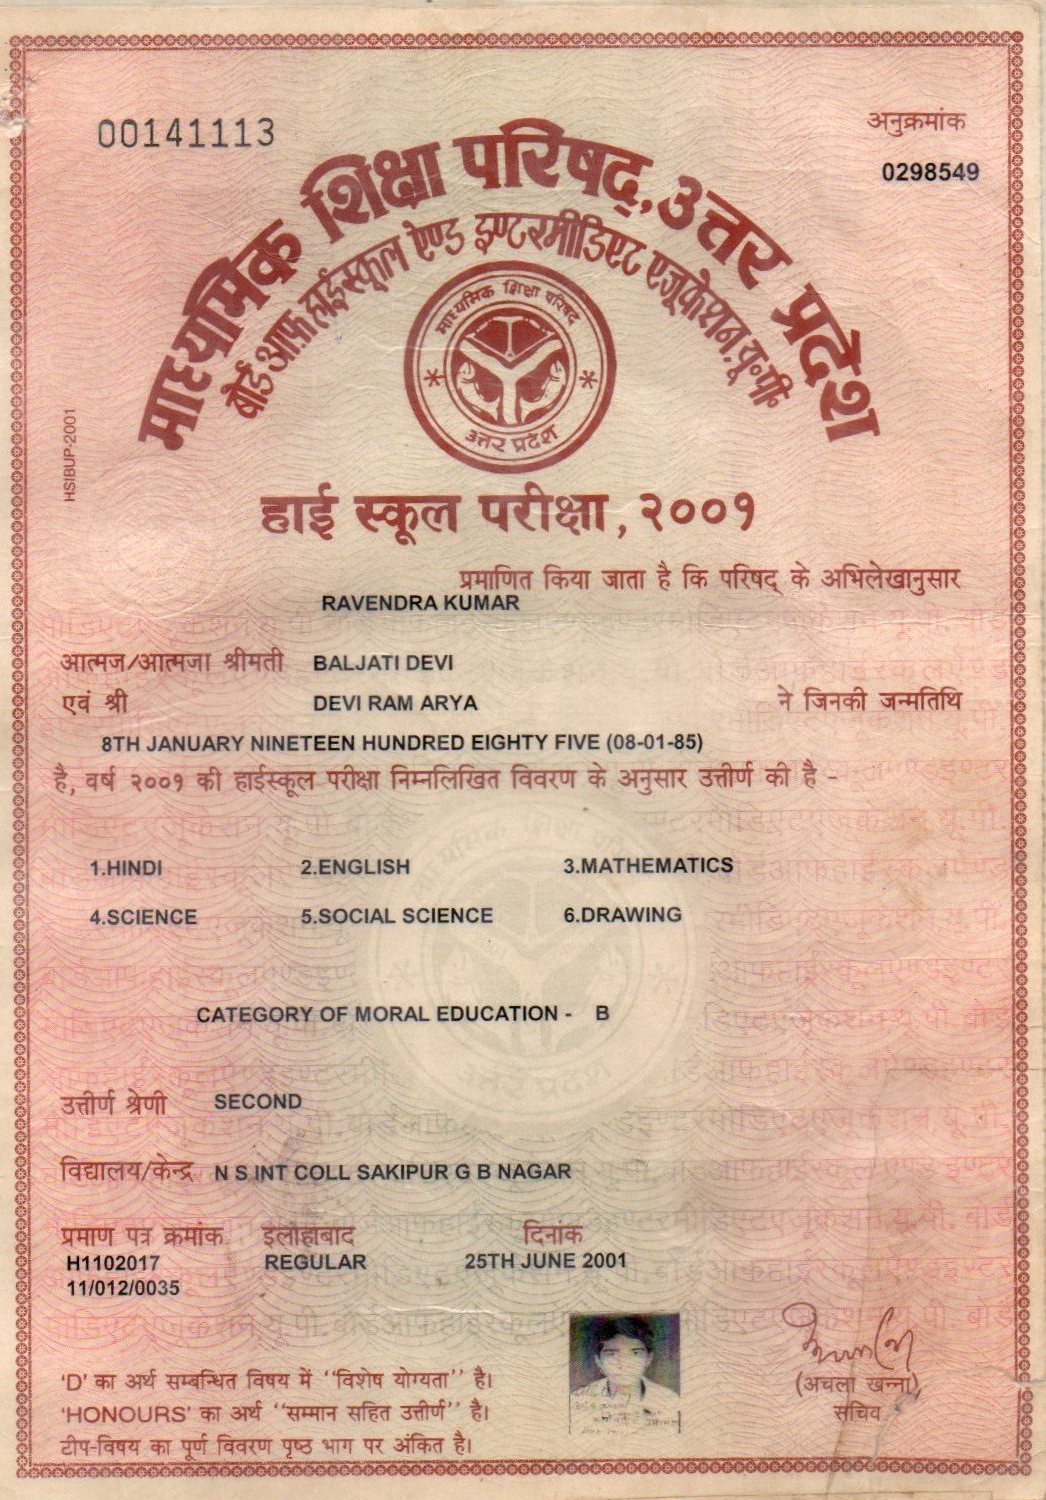 00141113
अनुक्रमांक
0298549
माध्यमिक शिक्षा परिषद्, उत्तर प्रदेश
बोर्ड आफ हाईस्कूल ऐण्ड इण्टरमीडिएट एजूकेशन, यू॰पी॰
माध्यमिक शिक्षा परिषद
उत्तर प्रदेश
HSIBUP-2001
हाई स्कूल परीक्षा, २००१
प्रमाणित किया जाता है कि परिषद् के अभिलेखानुसार
RAVENDRA KUMAR
आत्मज/आत्मजा श्रीमती BALJATI DEVI
एवं श्री DEVI RAM ARYA ने जिनकी जन्मतिथि
8TH JANUARY NINETEEN HUNDRED EIGHTY FIVE (08-01-85)
है, वर्ष २००१ की हाईस्कूल परीक्षा निम्नलिखित विवरण के अनुसार उत्तीर्ण की है -
1.HINDI 2.ENGLISH 3.MATHEMATICS
4.SCIENCE 5.SOCIAL SCIENCE 6.DRAWING
CATEGORY OF MORAL EDUCATION - B
उत्तीर्ण श्रेणी SECOND
विद्यालय/केन्द्र N S INT COLL SAKIPUR G B NAGAR
प्रमाण पत्र क्रमांक इलाहाबाद दिनांक
H1102017 REGULAR 25TH JUNE 2001
11/012/0035
'D' का अर्थ सम्बन्धित विषय में ''विशेष योग्यता'' है।
'HONOURS' का अर्थ ''सम्मान सहित उत्तीर्ण'' है।
टीप-विषय का पूर्ण विवरण पृष्ठ भाग पर अंकित है।
(अचला खन्ना)
सचिव